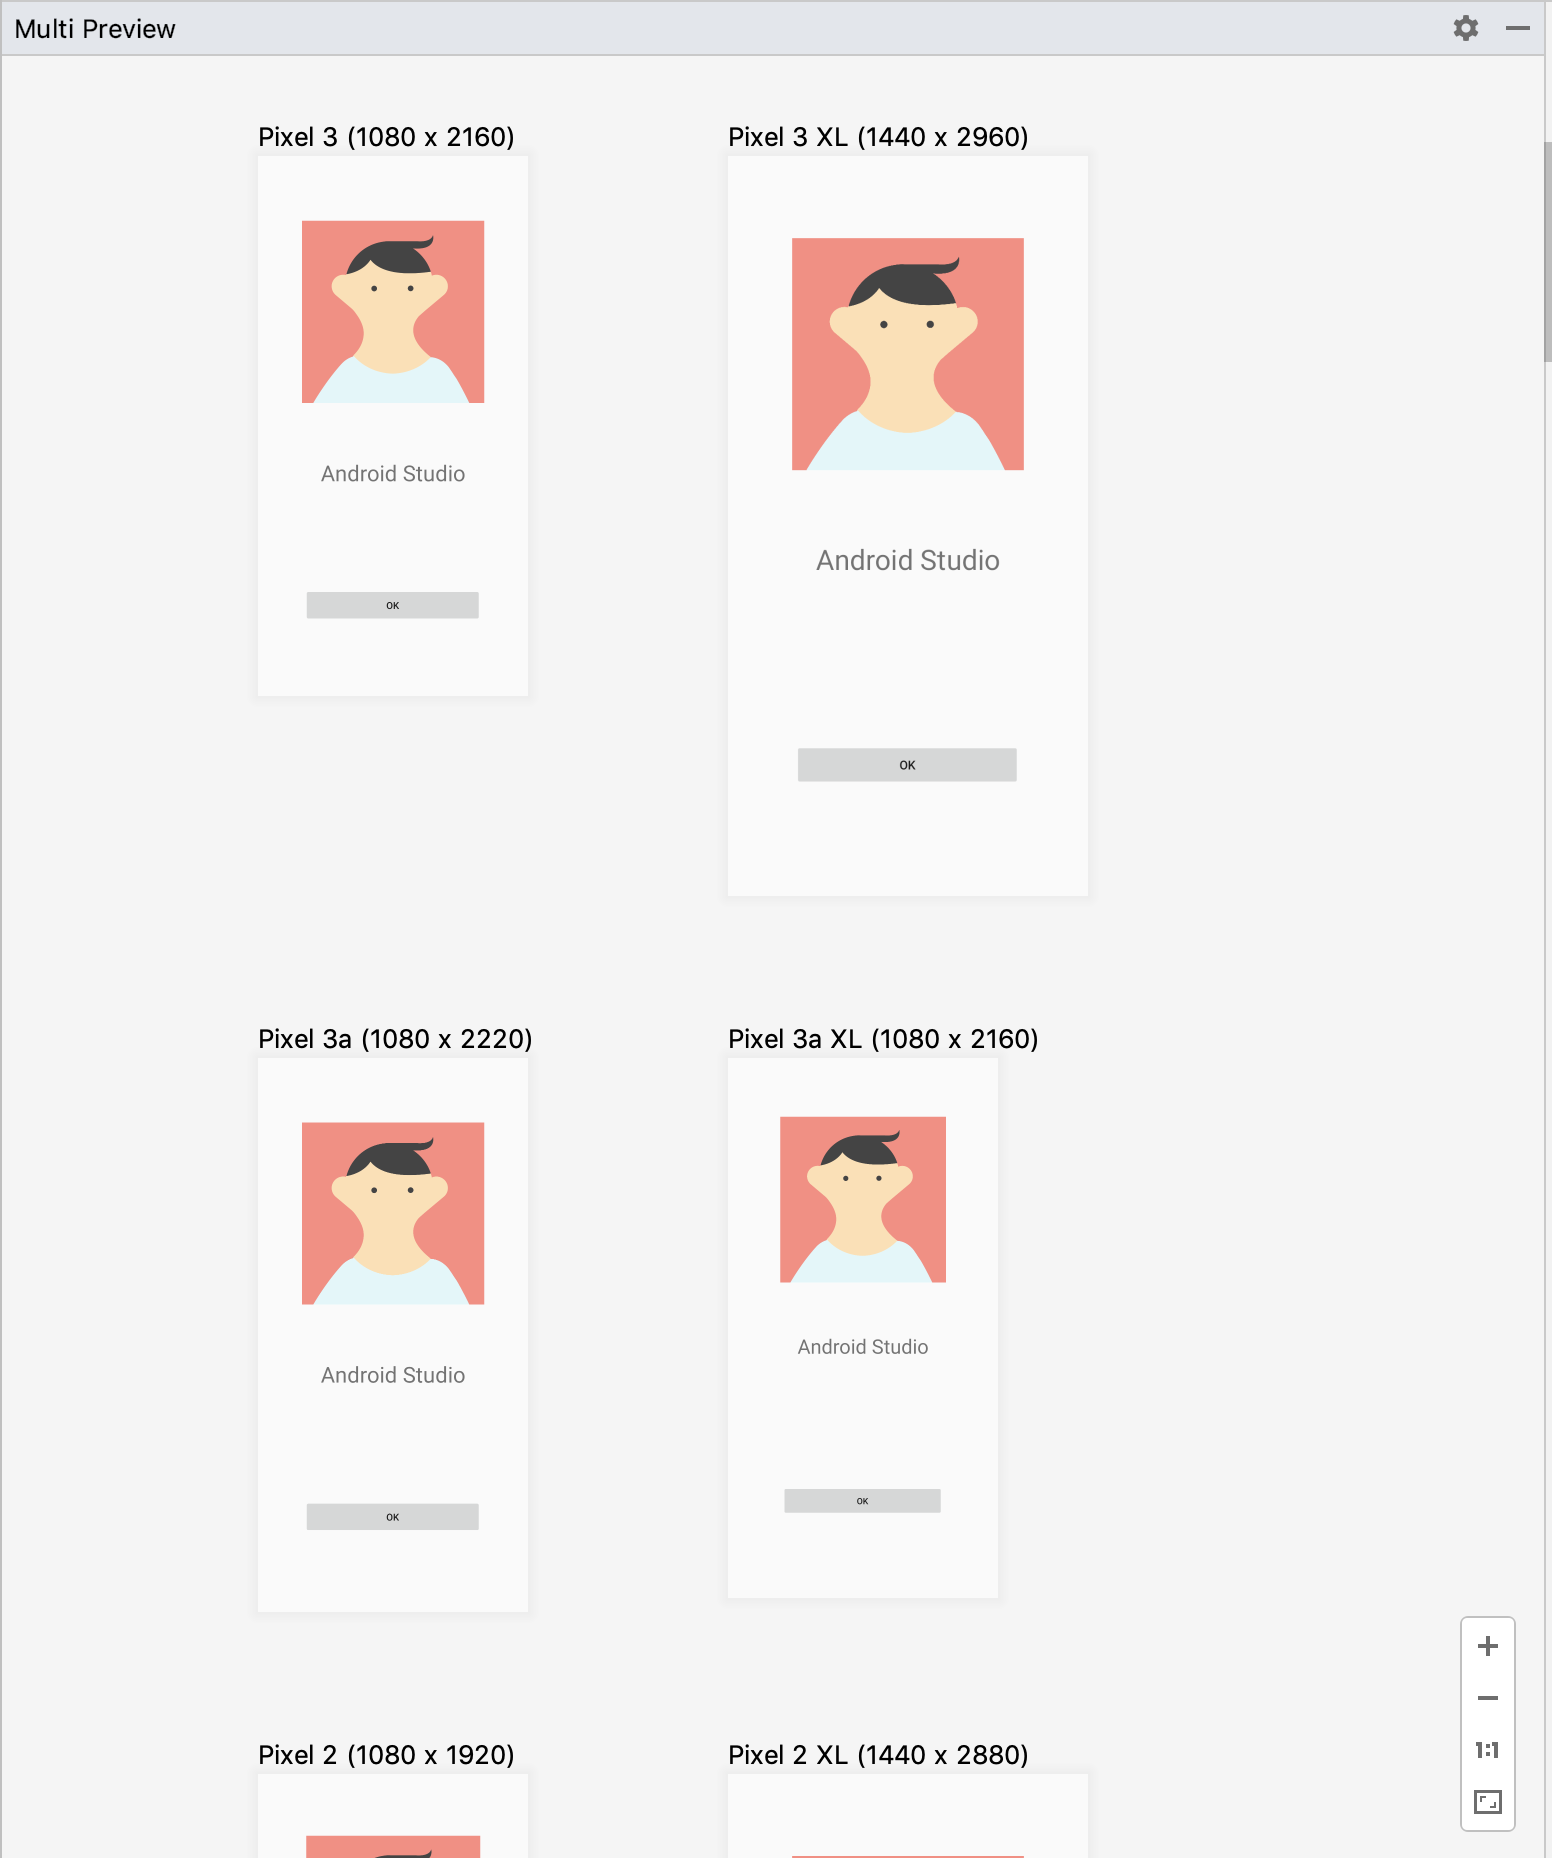 Multi Preview
Pixel 3 (1080 x 2160)
Pixel 3 XL (1440 x 2960)
Android Studio
OK
Android Studio
OK
Pixel 3a (1080 x 2220)
Pixel 3a XL (1080 x 2160)
Android Studio
OK
Android Studio
OK
Pixel 2 (1080 x 1920)
Pixel 2 XL (1440 x 2880)
1:1